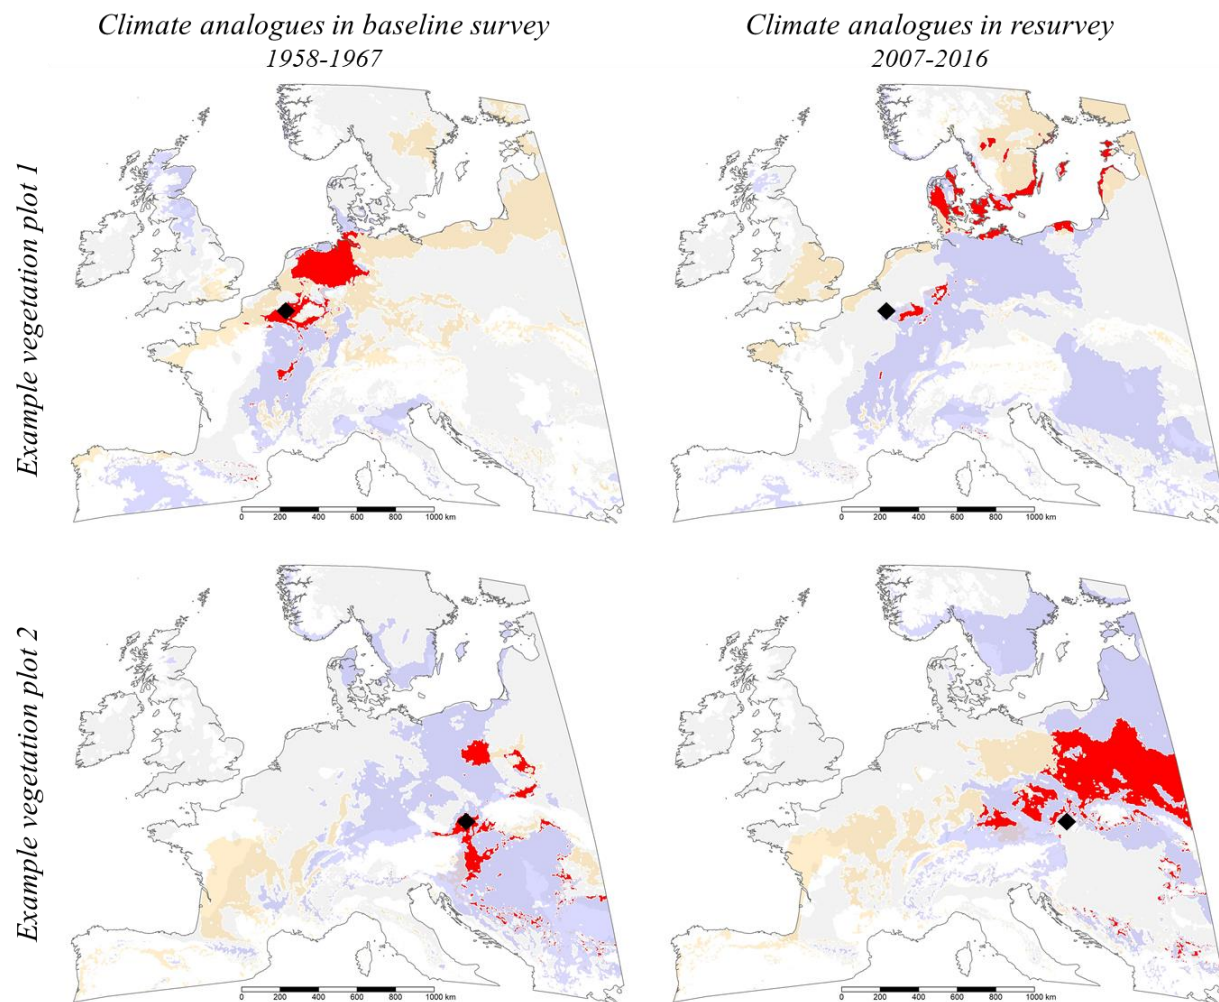 Climate analogues in baseline survey
1958-1967
Climate analogues in resurvey
2007-2016
Example vegetation plot 1
0 200 400 600 800 1000 km
0 200 400 600 800 1000 km
Example vegetation plot 2
0 200 400 600 800 1000 km
0 200 400 600 800 1000 km